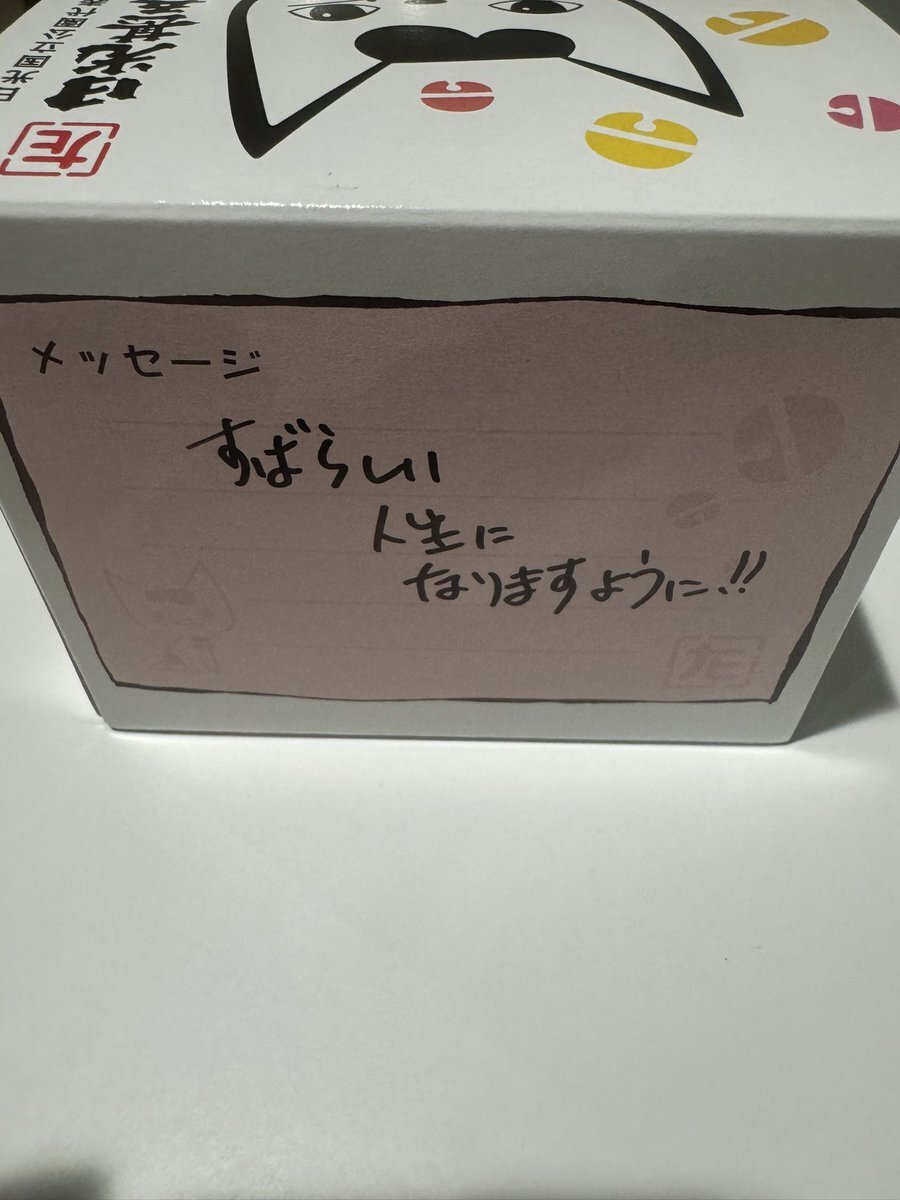 メッセージ
すばらしい
人生に
なりますように!!